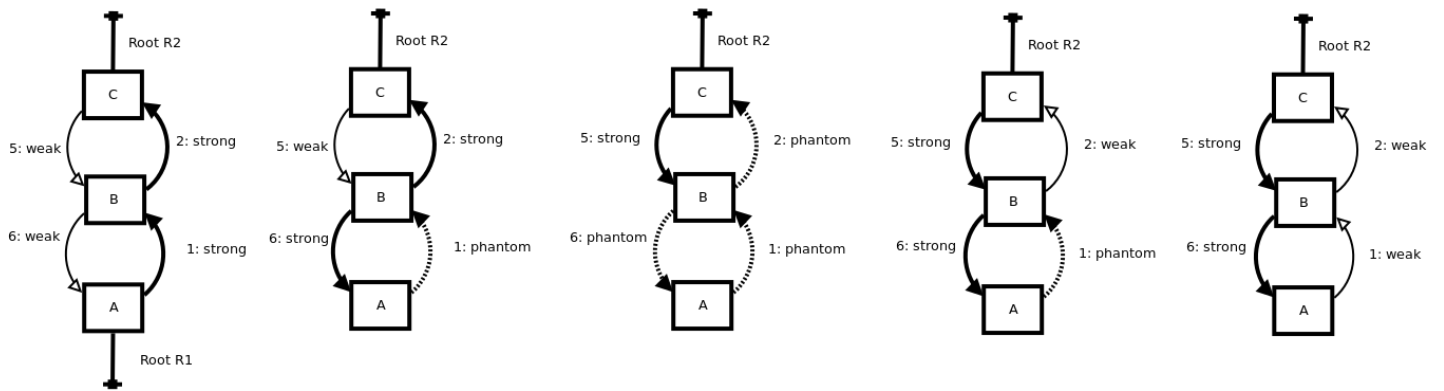 Root R2
C
5: weak
2: strong
B
6: weak
1: strong
A
Root R1
Root R2
C
5: weak
2: strong
B
6: strong
1: phantom
A
Root R2
C
5: strong
2: phantom
B
6: phantom
1: phantom
A
Root R2
C
5: strong
2: weak
B
6: strong
1: phantom
A
Root R2
C
5: strong
2: weak
B
6: strong
1: weak
A